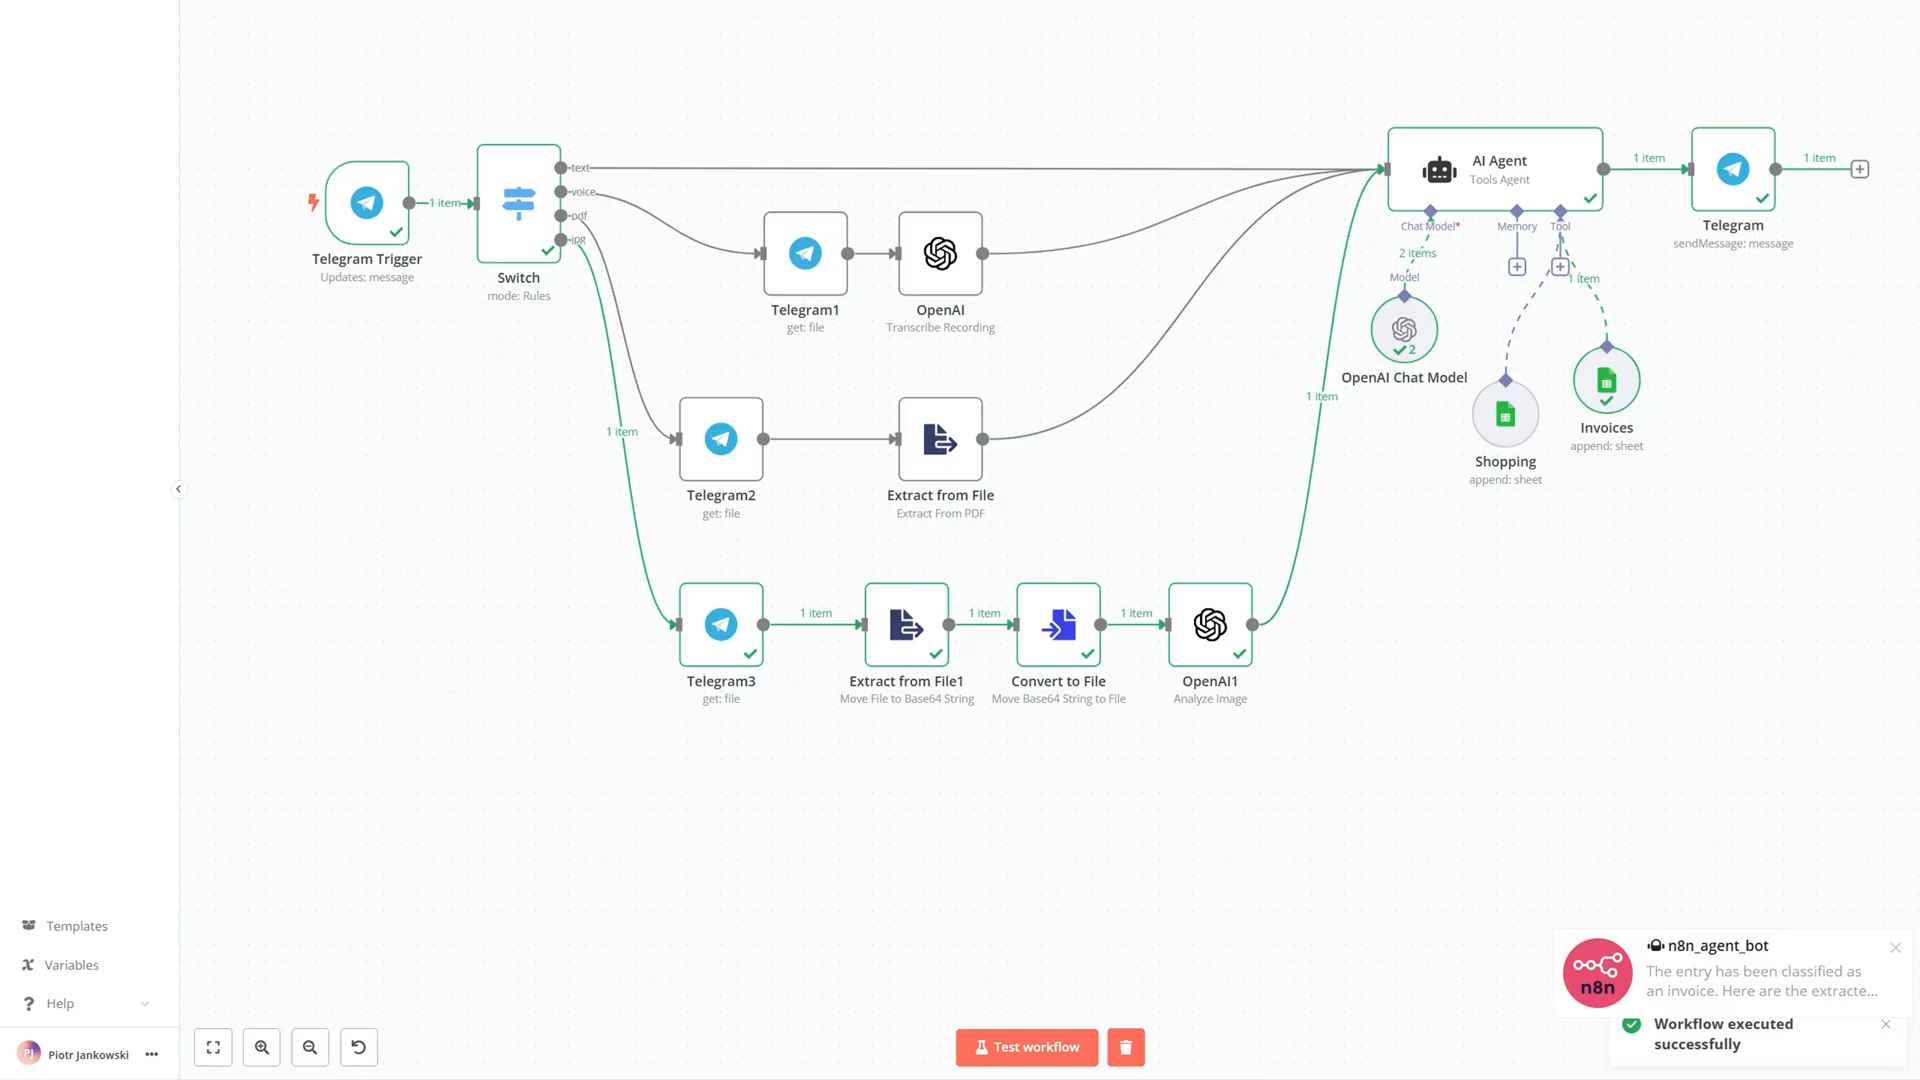 Telegram Trigger
Updates: message
1 item
Switch
mode: Rules
text
voice
pdf
jpg
Telegram1
get: file
OpenAI
Transcribe Recording
1 item
Telegram2
get: file
Extract from File
Extract From PDF
Telegram3
get: file
1 item
Extract from File1
Move File to Base64 String
1 item
Convert to File
Move Base64 String to File
1 item
OpenAI1
Analyze Image
1 item
AI Agent
Tools Agent
Chat Model*
Memory
Tool
2 items
Model
2
OpenAI Chat Model
1 item
Shopping
append: sheet
Invoices
append: sheet
1 item
Telegram
sendMessage: message
1 item
Templates
Variables
? Help
PJ Piotr Jankowski
Test workflow
n8n
n8n_agent_bot
The entry has been classified as
an invoice. Here are the extracte...
Workflow executed
successfully